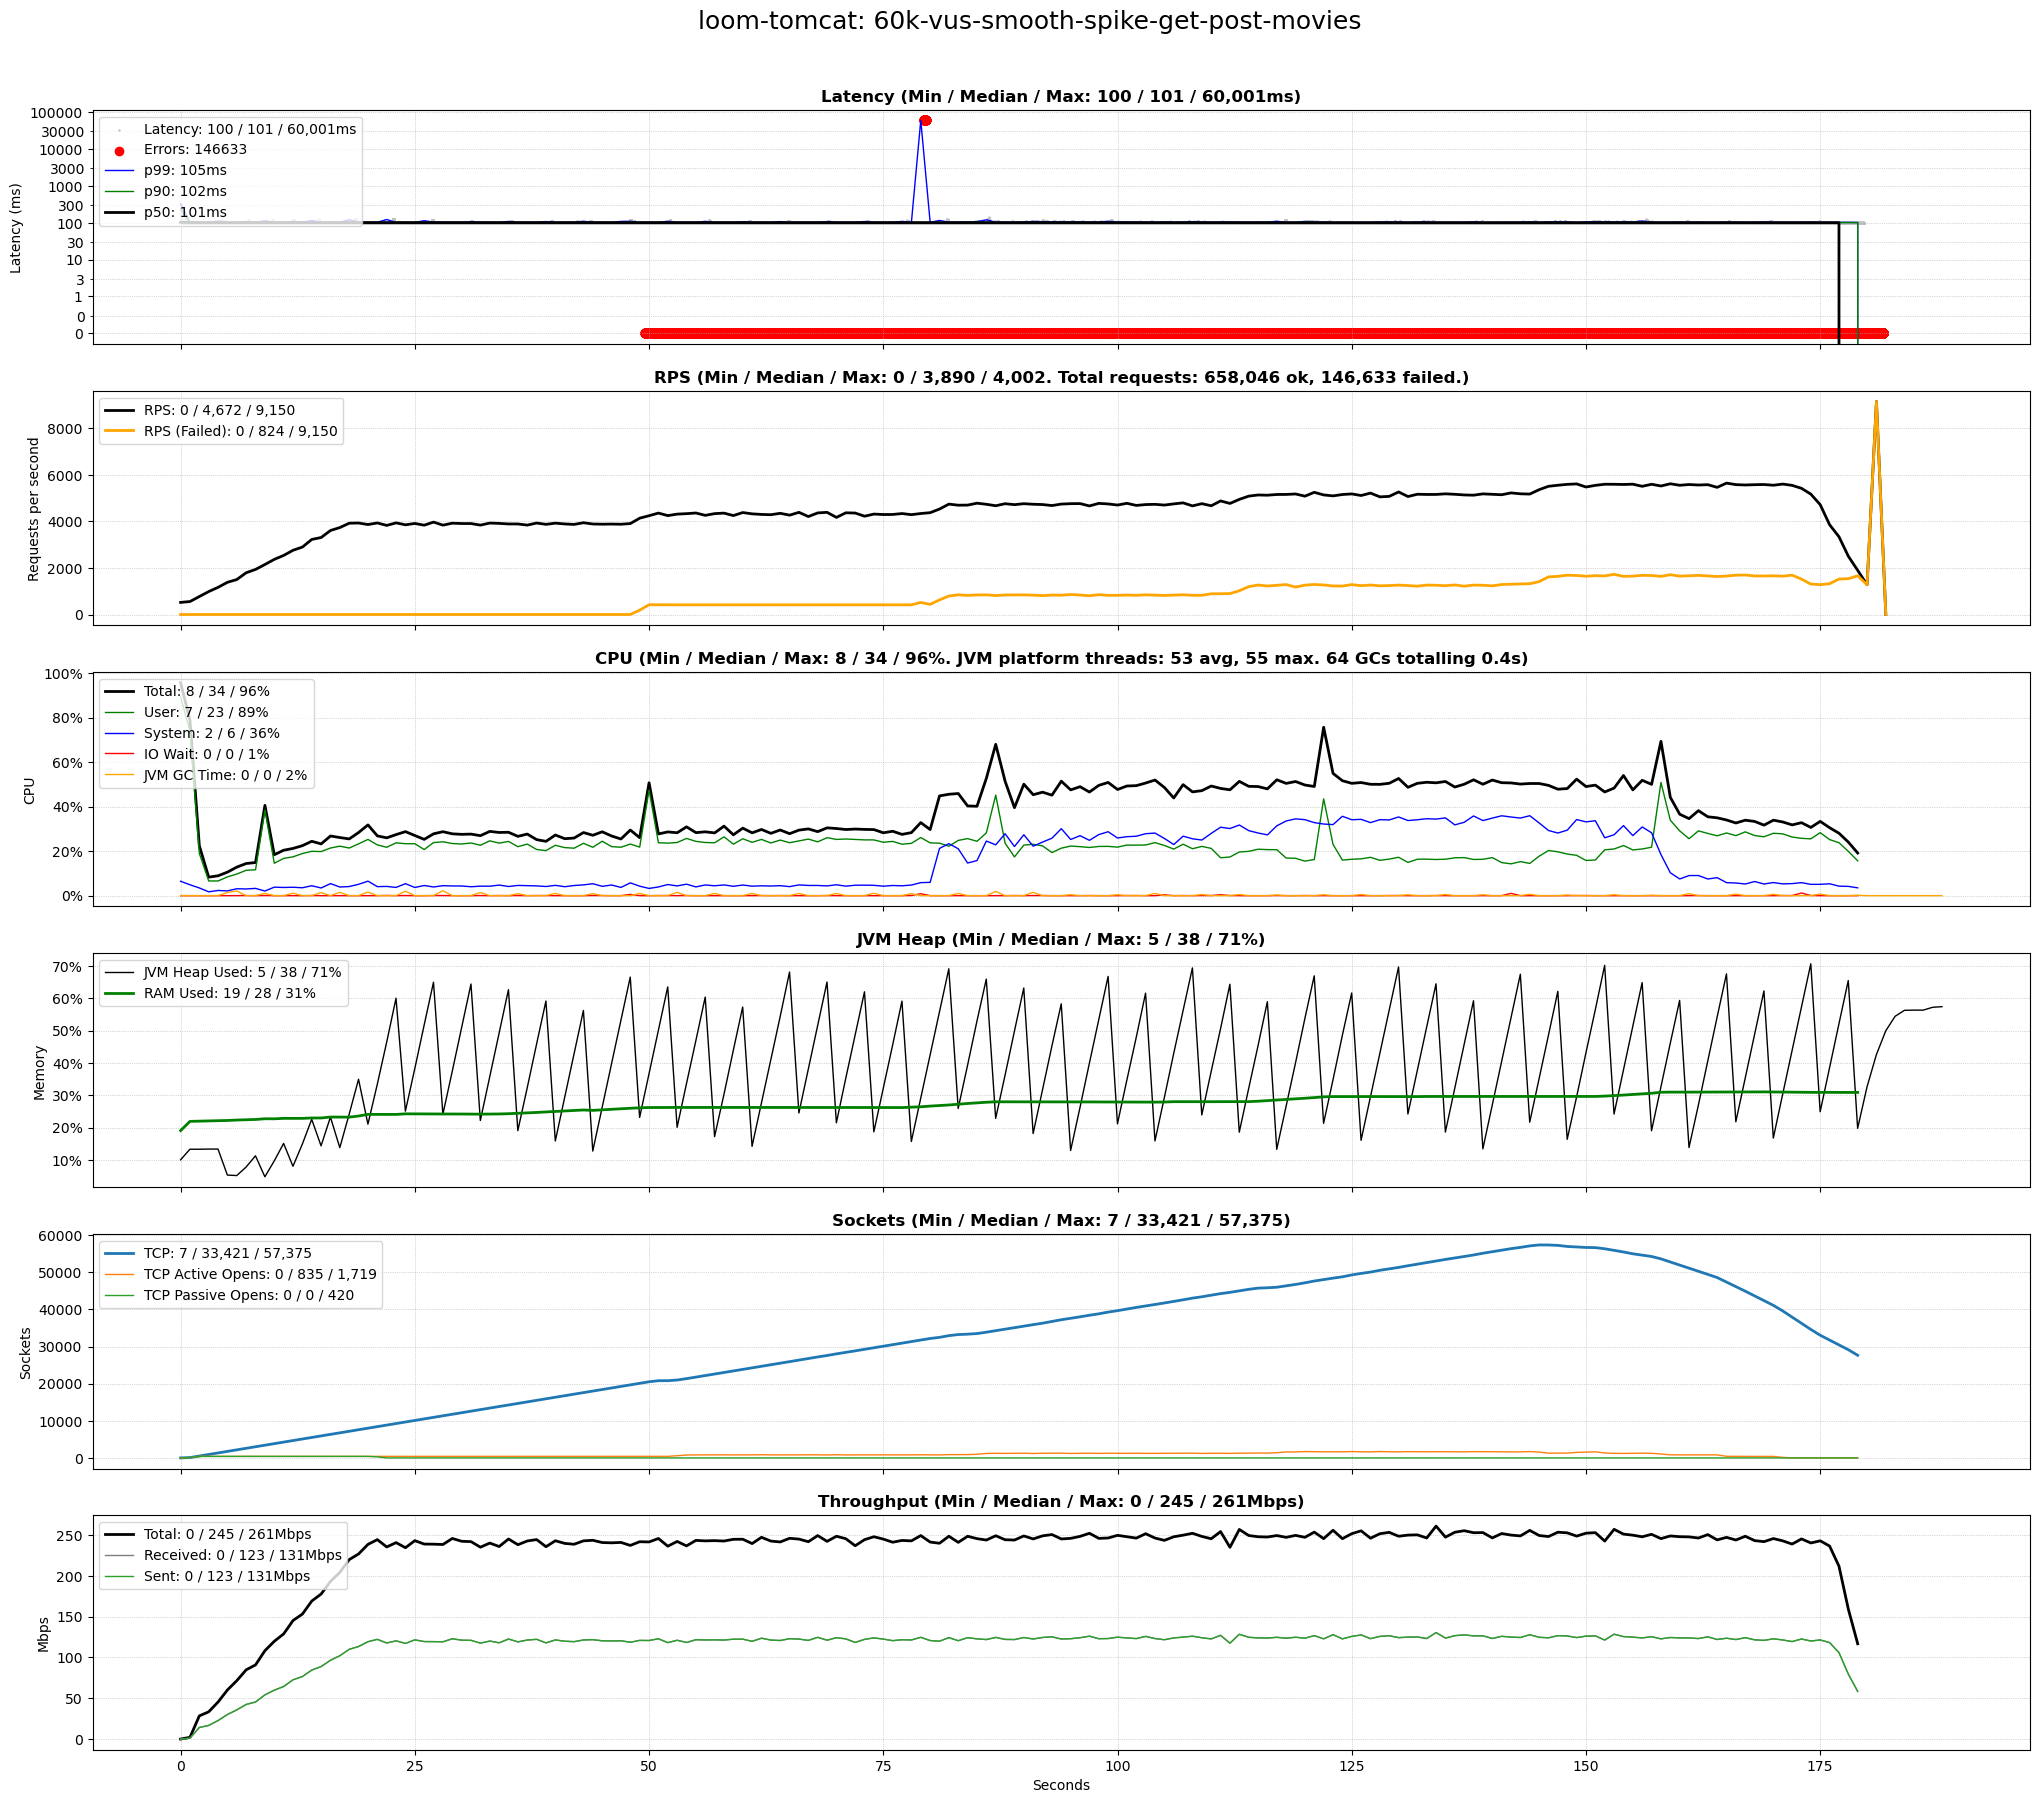 loom-tomcat: 60k-vus-smooth-spike-get-post-movies
Latency (Min / Median / Max: 100 / 101 / 60,001ms)
Latency (ms)
100000
30000
10000
3000
1000
300
100
30
10
3
1
0
0
Latency: 100 / 101 / 60,001ms
Errors: 146633
p99: 105ms
p90: 102ms
p50: 101ms
RPS (Min / Median / Max: 0 / 3,890 / 4,002. Total requests: 658,046 ok, 146,633 failed.)
Requests per second
8000
6000
4000
2000
0
RPS: 0 / 4,672 / 9,150
RPS (Failed): 0 / 824 / 9,150
CPU (Min / Median / Max: 8 / 34 / 96%. JVM platform threads: 53 avg, 55 max. 64 GCs totalling 0.4s)
CPU
100%
80%
60%
40%
20%
0%
Total: 8 / 34 / 96%
User: 7 / 23 / 89%
System: 2 / 6 / 36%
IO Wait: 0 / 0 / 1%
JVM GC Time: 0 / 0 / 2%
JVM Heap (Min / Median / Max: 5 / 38 / 71%)
Memory
70%
60%
50%
40%
30%
20%
10%
JVM Heap Used: 5 / 38 / 71%
RAM Used: 19 / 28 / 31%
Sockets (Min / Median / Max: 7 / 33,421 / 57,375)
Sockets
60000
50000
40000
30000
20000
10000
0
TCP: 7 / 33,421 / 57,375
TCP Active Opens: 0 / 835 / 1,719
TCP Passive Opens: 0 / 0 / 420
Throughput (Min / Median / Max: 0 / 245 / 261Mbps)
Mbps
250
200
150
100
50
0
Total: 0 / 245 / 261Mbps
Received: 0 / 123 / 131Mbps
Sent: 0 / 123 / 131Mbps
0 25 50 75 100 125 150 175
Seconds